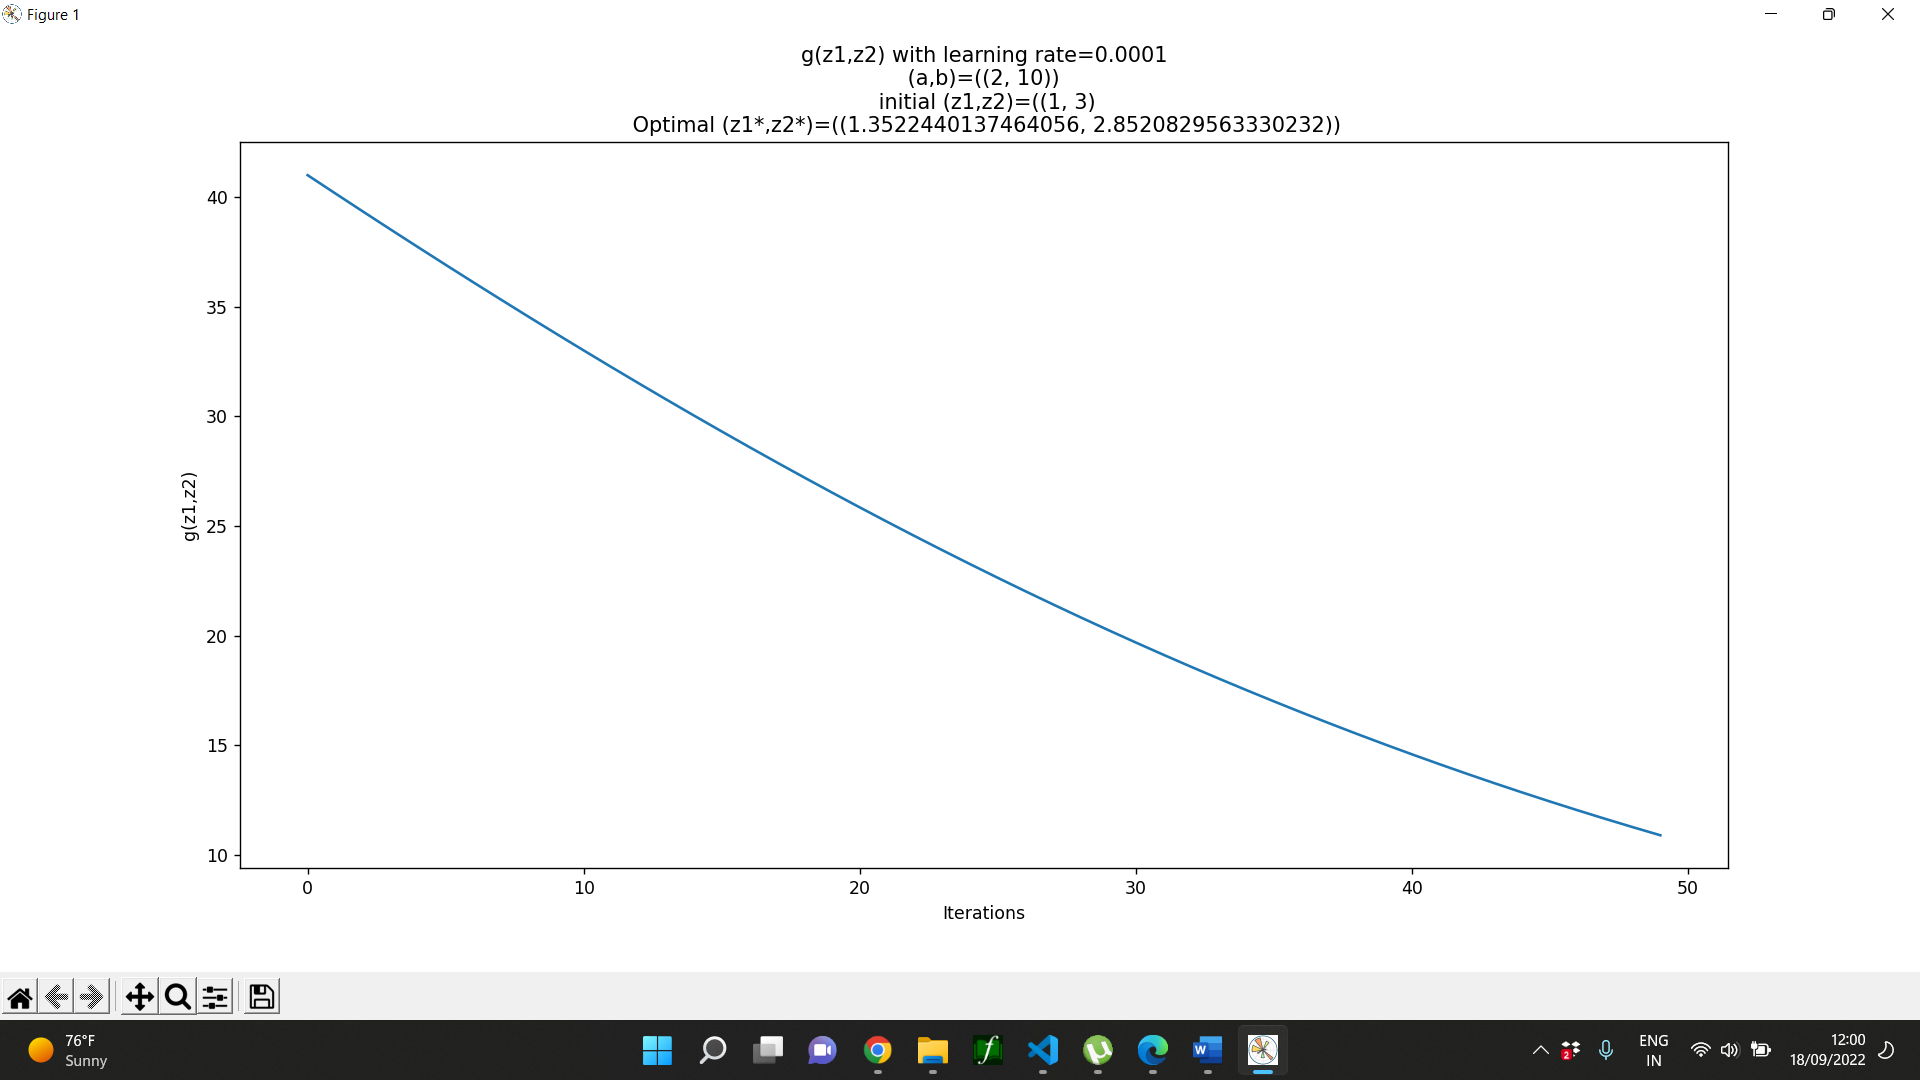 Figure 1
g(z1,z2) with learning rate=0.0001
(a,b)=((2, 10))
initial (z1,z2)=((1, 3)
Optimal (z1*,z2*)=((1.3522440137464056, 2.8520829563330232))
40
35
30
25
20
15
10
g(z1,z2)
0 10 20 30 40 50
Iterations
76°F
Sunny
W
f
2
ENG
IN
12:00
18/09/2022